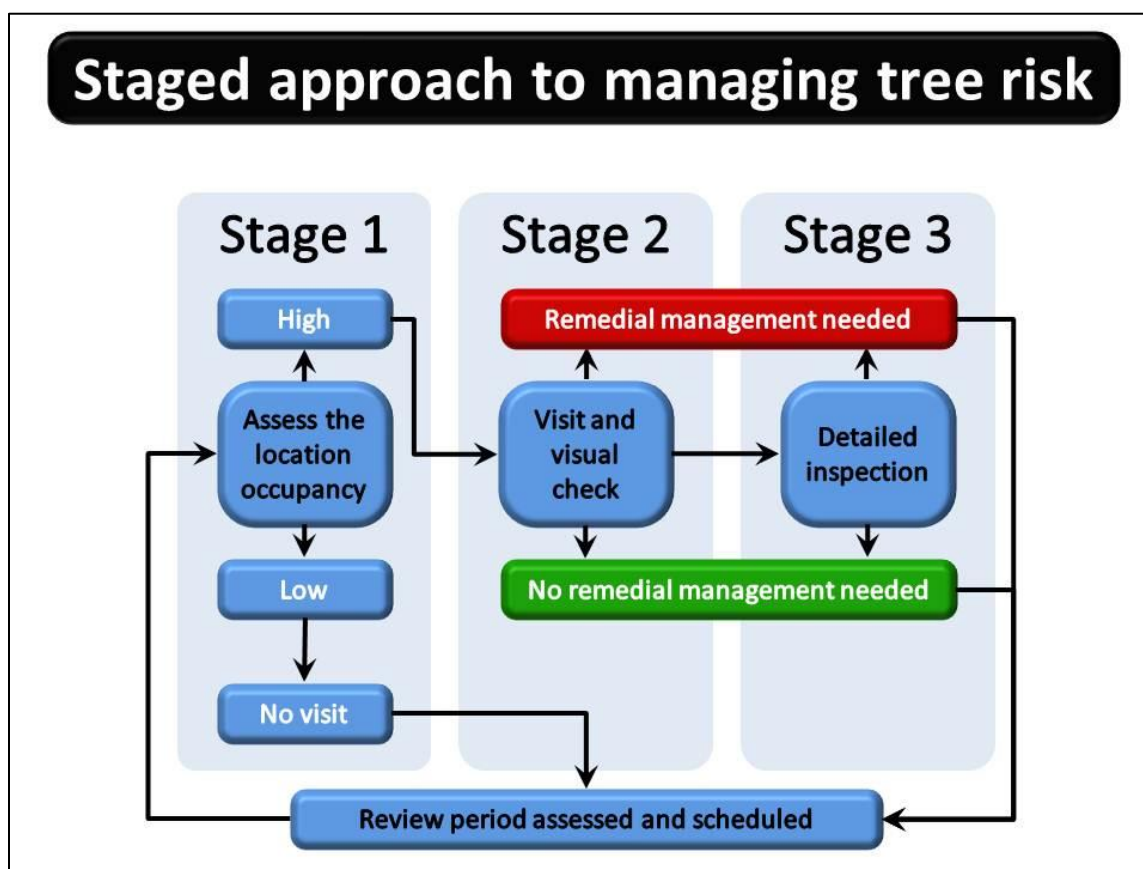 Staged approach to managing tree risk
Stage 1
Stage 2
Stage 3
High
Remedial management needed
Assess the
location
occupancy
Visit and
visual
check
Detailed
inspection
Low
No remedial management needed
No visit
Review period assessed and scheduled